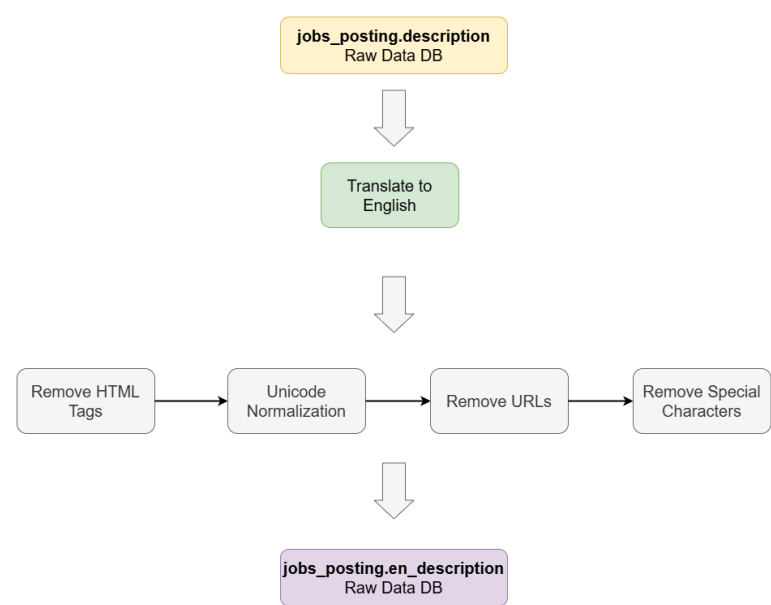 jobs_posting.description
Raw Data DB
Translate to
English
Remove HTML
Tags
Unicode
Normalization
Remove URLs
Remove Special
Characters
jobs_posting.en_description
Raw Data DB